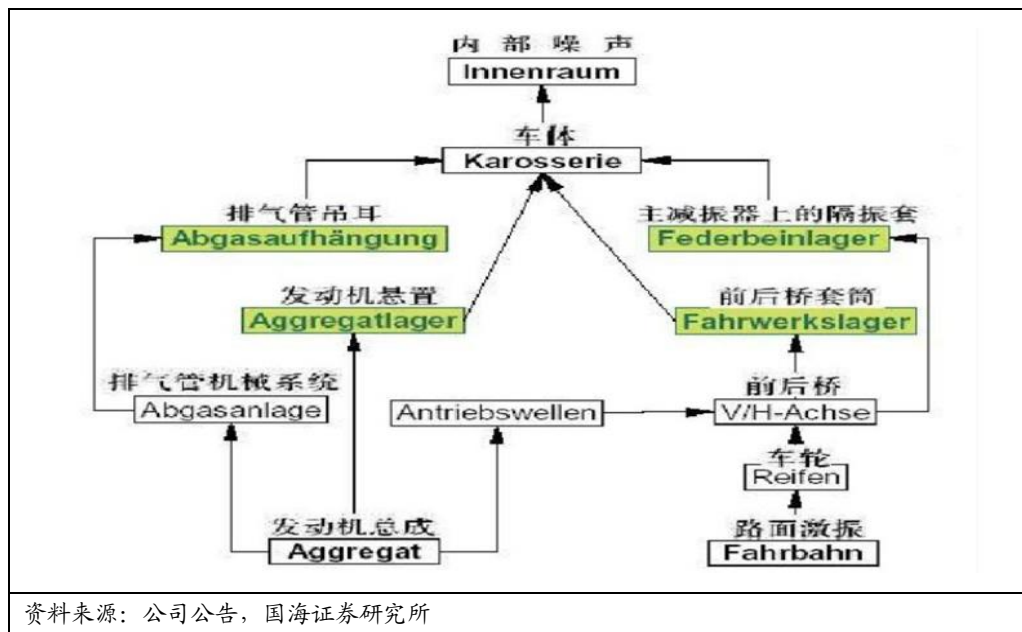 内部噪声
Innenraum
车体
Karosserie
排气管吊耳
Abgasaufhängung
主减振器上的隔振套
Federbeinlager
发动机悬置
Aggregatlager
前后桥套筒
Fahrwerkslager
排气管机械系统
Abgasanlage
Antriebswellen
前后桥
V/H-Achse
车轮
Reifen
发动机总成
Aggregat
路面激振
Fahrbahn
资料来源：公司公告，国海证券研究所